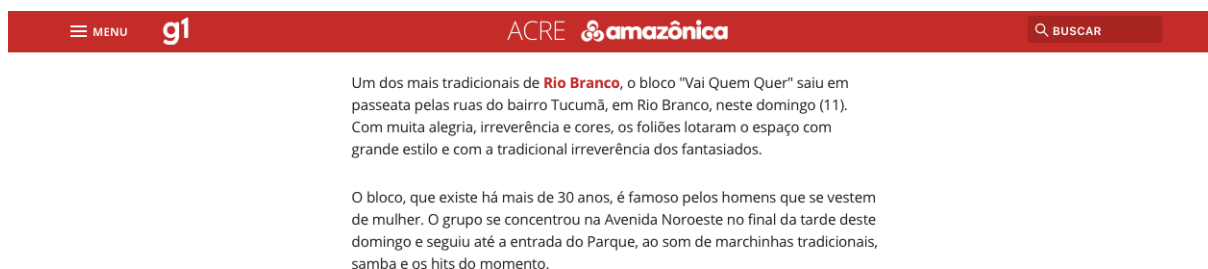 MENU g1 ACRE amazônica BUSCAR
Um dos mais tradicionais de Rio Branco, o bloco "Vai Quem Quer" saiu em
passeata pelas ruas do bairro Tucumã, em Rio Branco, neste domingo (11).
Com muita alegria, irreverência e cores, os foliões lotaram o espaço com
grande estilo e com a tradicional irreverência dos fantasiados.
O bloco, que existe há mais de 30 anos, é famoso pelos homens que se vestem
de mulher. O grupo se concentrou na Avenida Noroeste no final da tarde deste
domingo e seguiu até a entrada do Parque, ao som de marchinhas tradicionais,
samba e os hits do momento.